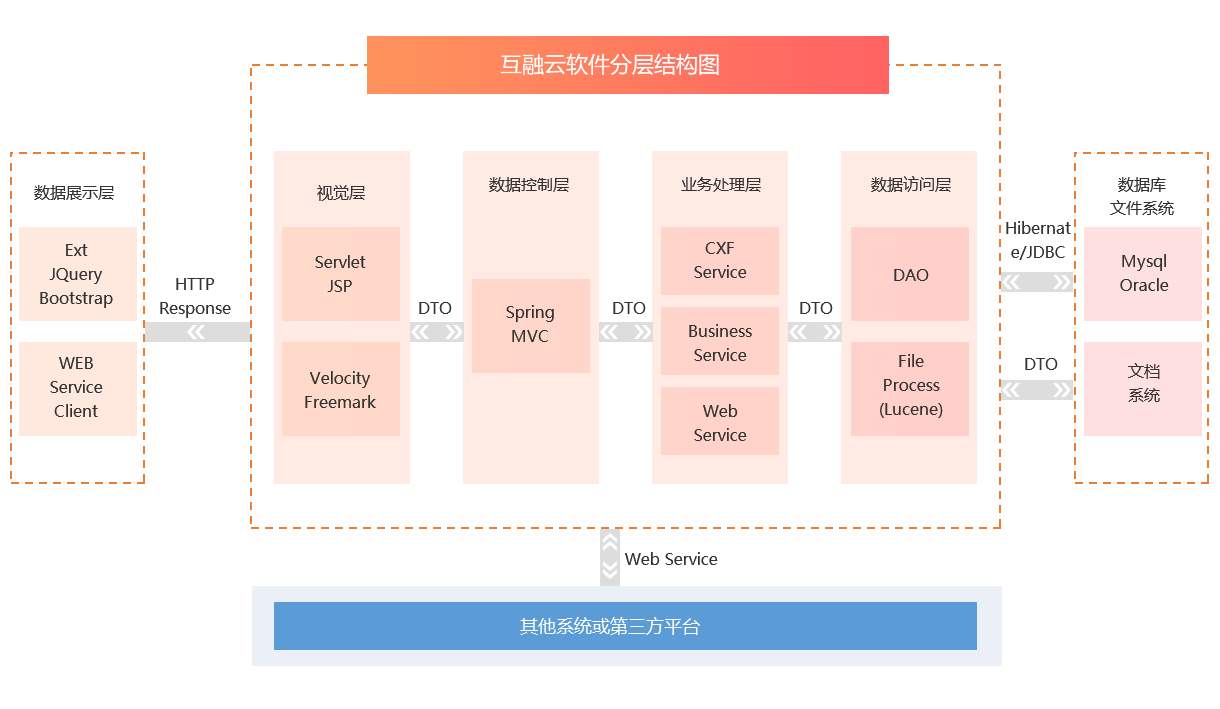 互融云软件分层结构图
数据展示层
Ext
JQuery
Bootstrap
WEB
Service
Client
HTTP
Response
视觉层
Servlet
JSP
Velocity
Freemark
DTO
数据控制层
Spring
MVC
DTO
业务处理层
CXF
Service
Business
Service
Web
Service
DTO
数据访问层
DAO
File
Process
(Lucene)
Hibernat
e/JDBC
DTO
数据库
文件系统
Mysql
Oracle
文档
系统
Web Service
其他系统或第三方平台